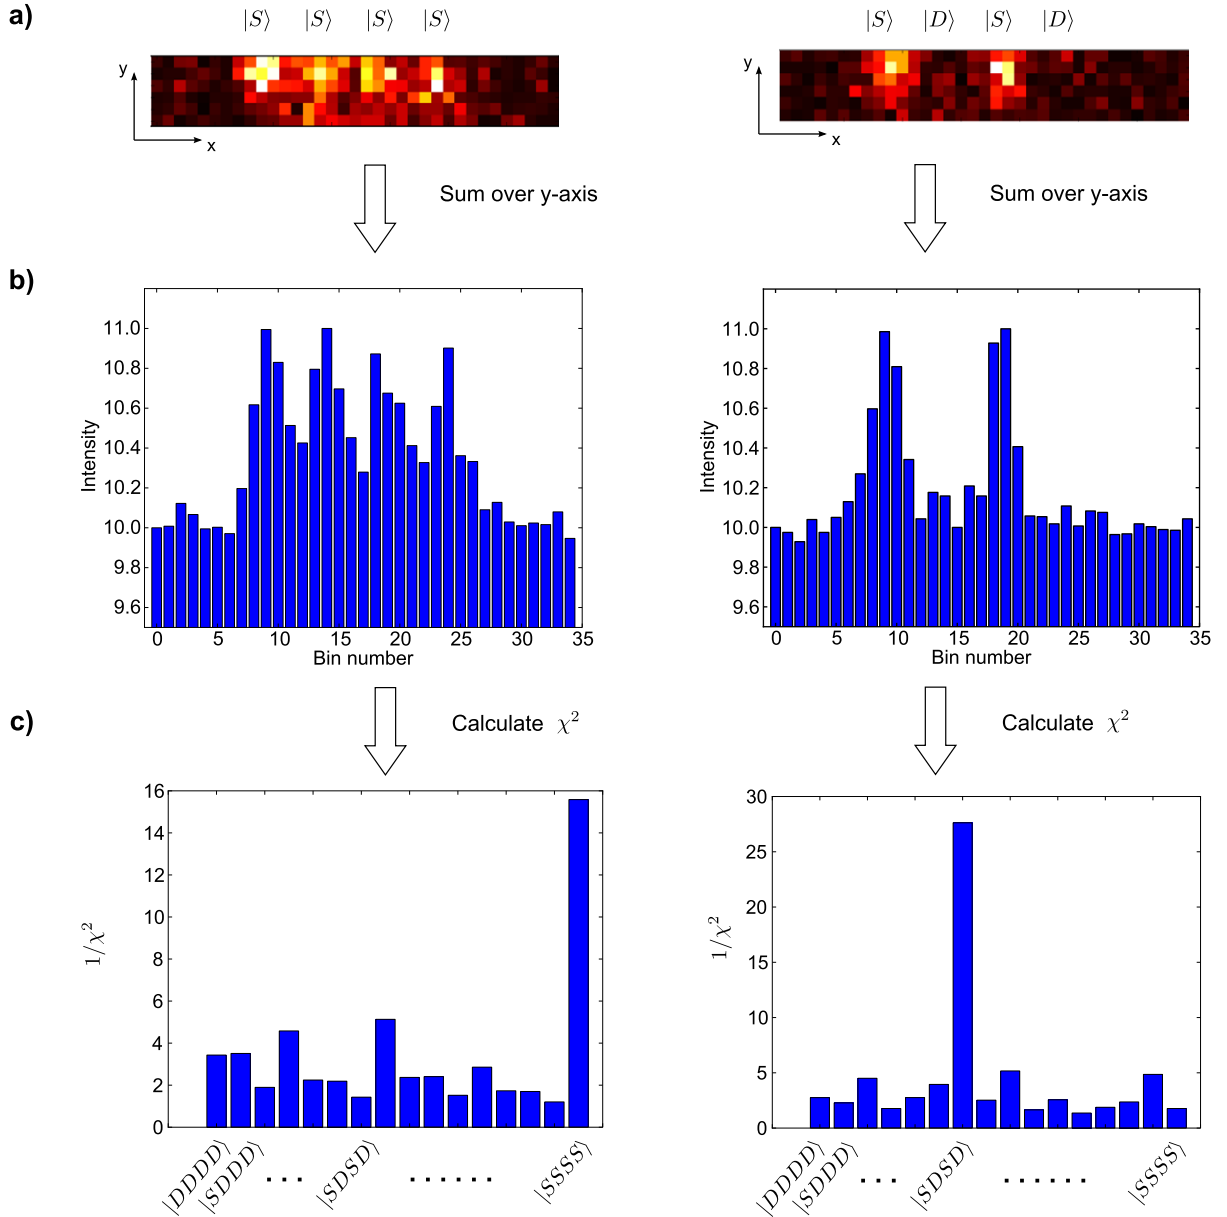 a)
|S⟩ |S⟩ |S⟩ |S⟩
|S⟩ |D⟩ |S⟩ |D⟩
y
x
y
x
Sum over y-axis
Sum over y-axis
b)
11.0
10.8
10.6
10.4
10.2
10.0
9.8
9.6
Intensity
0 5 10 15 20 25 30 35
Bin number
11.0
10.8
10.6
10.4
10.2
10.0
9.8
9.6
Intensity
0 5 10 15 20 25 30 35
Bin number
c)
Calculate χ²
Calculate χ²
16
14
12
10
8
6
4
2
0
1/χ²
|DDDD⟩ |SDDD⟩ ... |SDSD⟩ ...... |SSSS⟩
30
25
20
15
10
5
0
1/χ²
|DDDD⟩ |SDDD⟩ ... |SDSD⟩ ...... |SSSS⟩